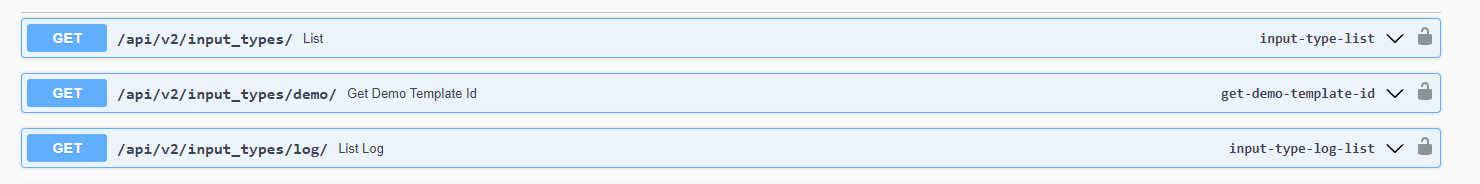 GET /api/v2/input_types/ List input-type-list
GET /api/v2/input_types/demo/ Get Demo Template Id get-demo-template-id
GET /api/v2/input_types/log/ List Log input-type-log-list